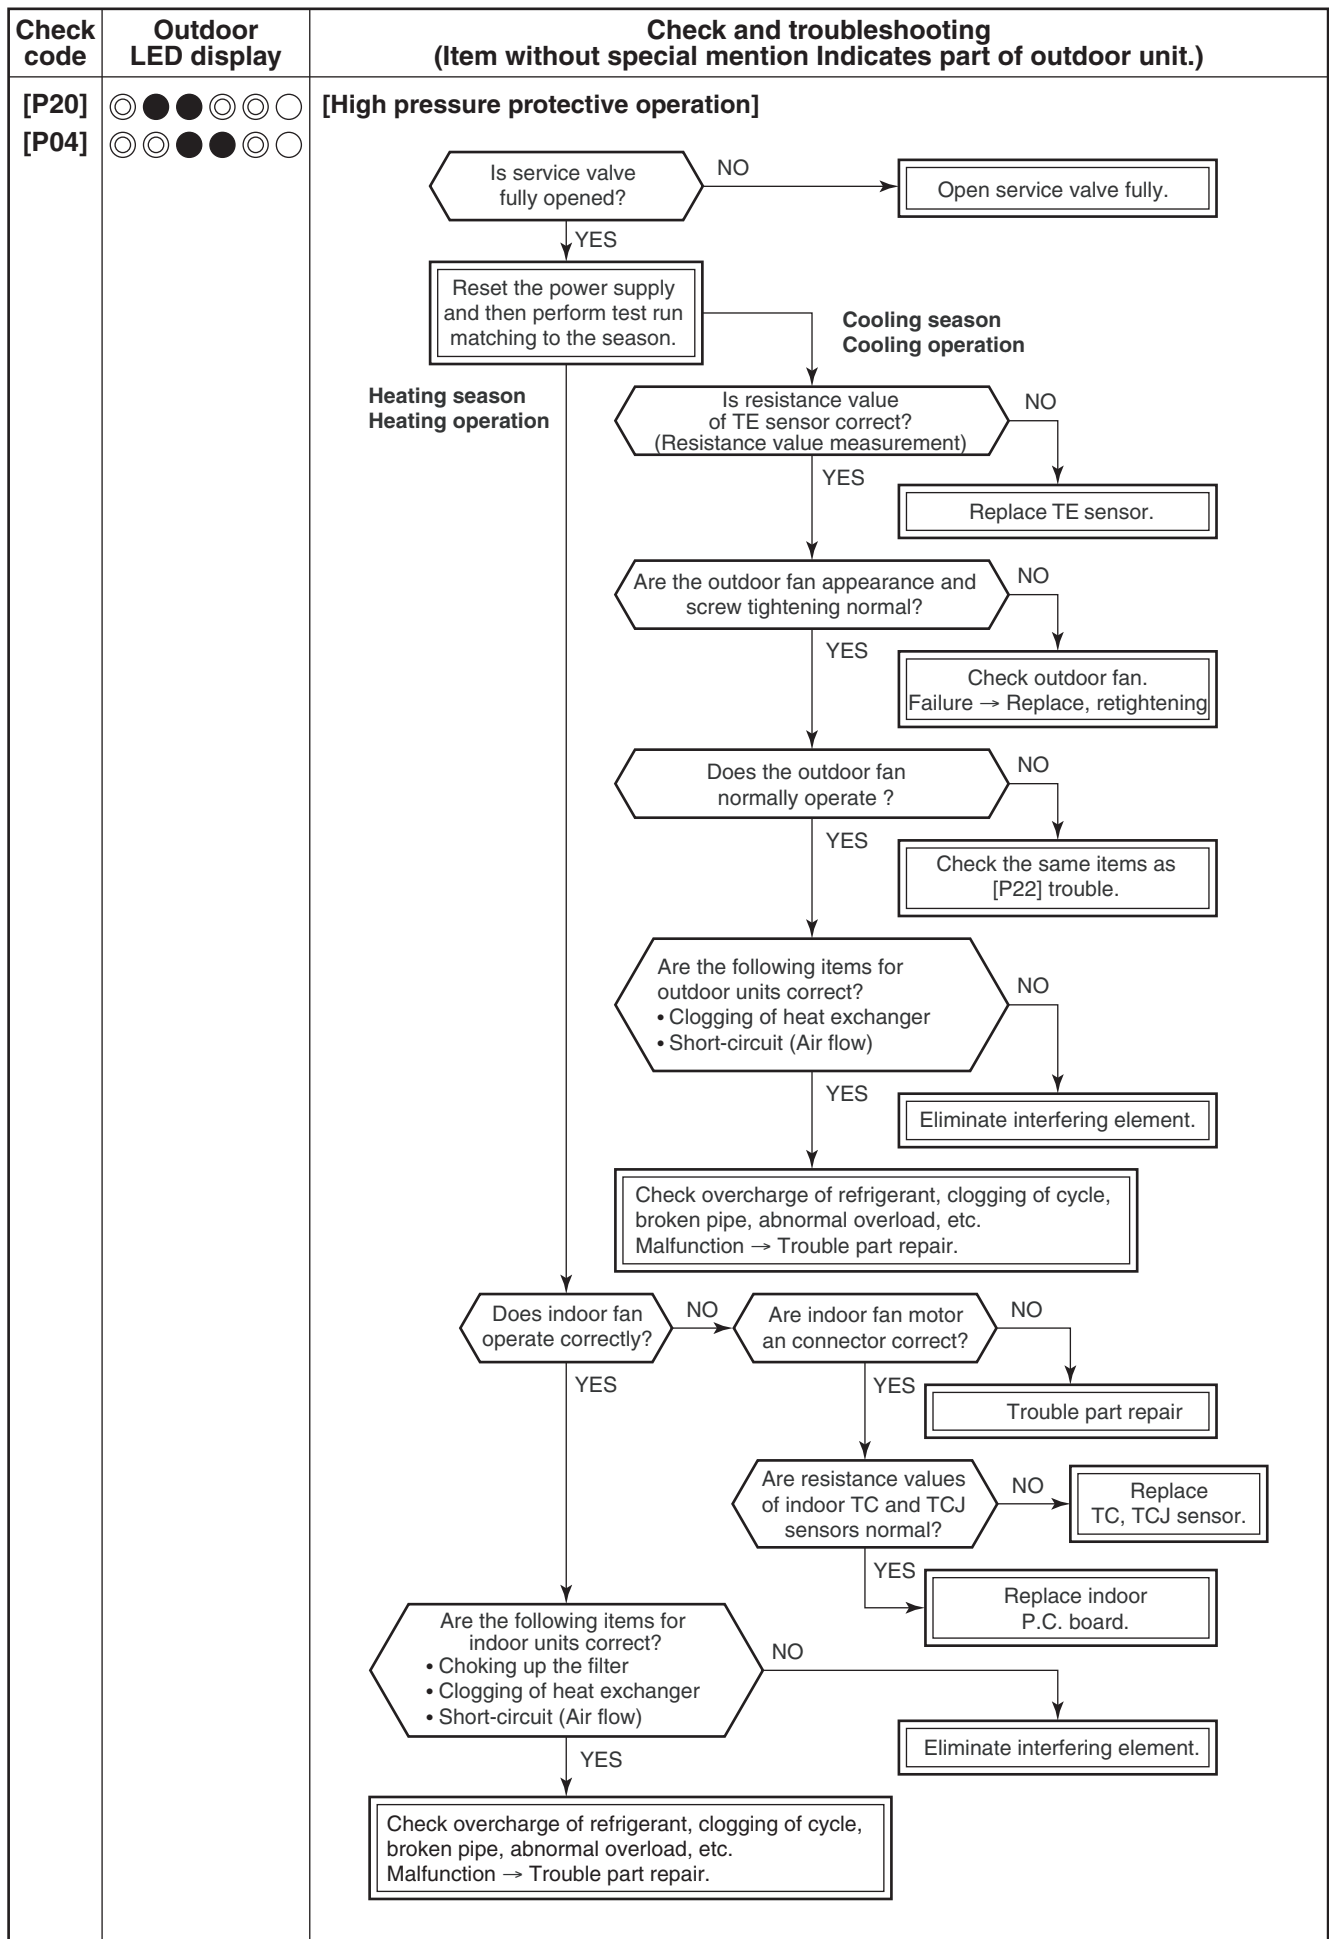 Check code
Outdoor LED display
Check and troubleshooting
(Item without special mention Indicates part of outdoor unit.)
[P20]
[P04]
[High pressure protective operation]
Is service valve
fully opened?
NO
Open service valve fully.
YES
Reset the power supply
and then perform test run
matching to the season.
Cooling season
Cooling operation
Heating season
Heating operation
Is resistance value
of TE sensor correct?
(Resistance value measurement)
NO
YES
Replace TE sensor.
Are the outdoor fan appearance and
screw tightening normal?
NO
YES
Check outdoor fan.
Failure → Replace, retightening
Does the outdoor fan
normally operate ?
NO
YES
Check the same items as
[P22] trouble.
Are the following items for
outdoor units correct?
• Clogging of heat exchanger
• Short-circuit (Air flow)
NO
YES
Eliminate interfering element.
Check overcharge of refrigerant, clogging of cycle,
broken pipe, abnormal overload, etc.
Malfunction → Trouble part repair.
Does indoor fan
operate correctly?
NO
Are indoor fan motor
an connector correct?
NO
YES
YES
Trouble part repair
Are resistance values
of indoor TC and TCJ
sensors normal?
NO
Replace
TC, TCJ sensor.
YES
Replace indoor
P.C. board.
Are the following items for
indoor units correct?
• Choking up the filter
• Clogging of heat exchanger
• Short-circuit (Air flow)
NO
Eliminate interfering element.
YES
Check overcharge of refrigerant, clogging of cycle,
broken pipe, abnormal overload, etc.
Malfunction → Trouble part repair.